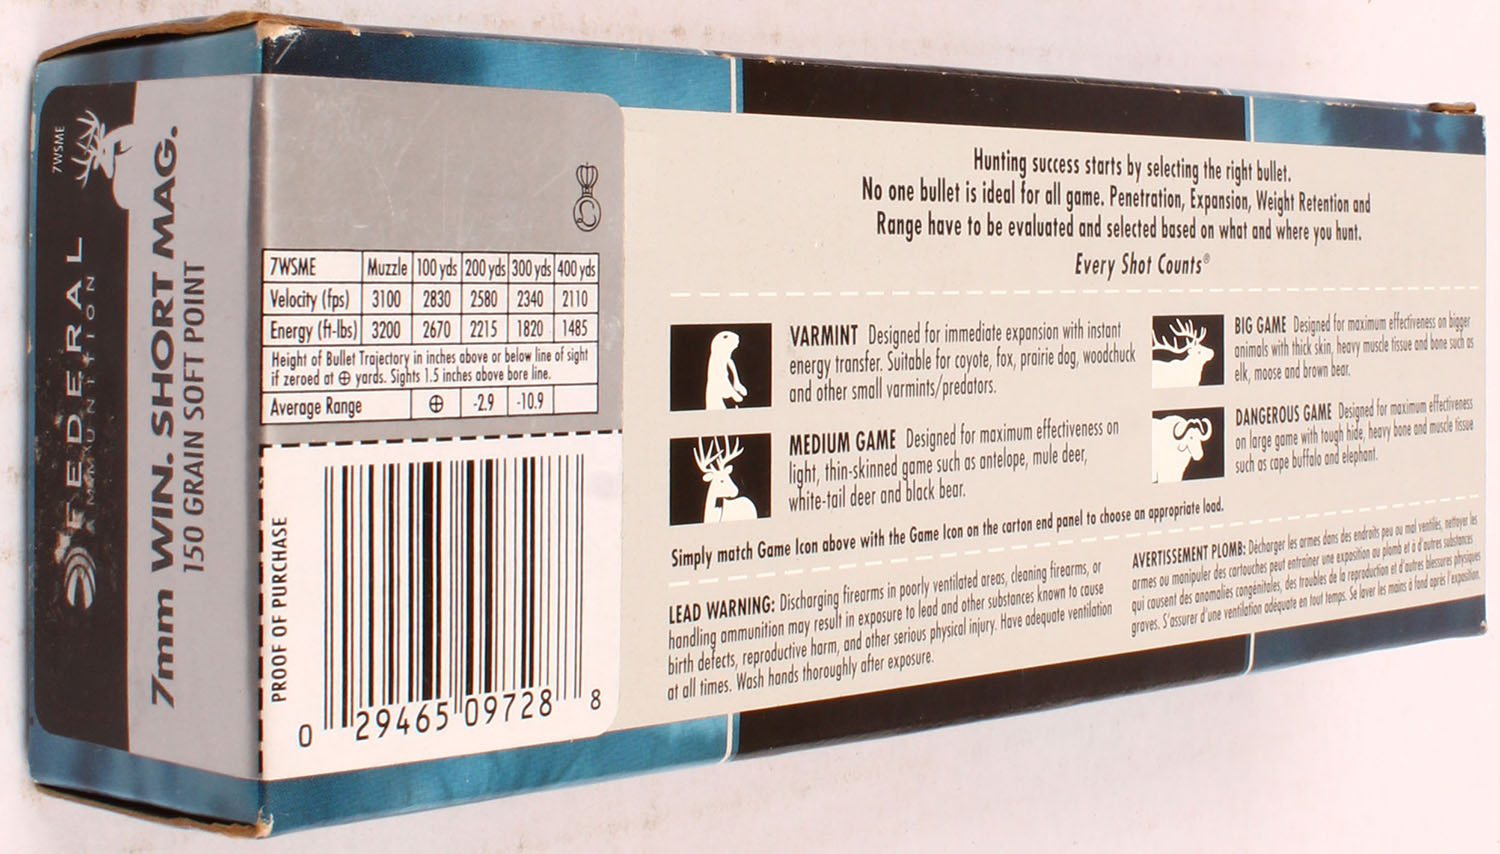 7WSME
FEDERAL
AMMUNITION
7mm WIN. SHORT MAG.
150 GRAIN SOFT POINT
7WSME Muzzle 100 yds 200 yds 300 yds 400 yds
Velocity (fps) 3100 2830 2580 2340 2110
Energy (ft-lbs) 3200 2670 2215 1820 1485
Height of Bullet Trajectory in inches above or below line of sight
if zeroed at ⊕ yards. Sights 1.5 inches above bore line.
Average Range ⊕ -2.9 -10.9
PROOF OF PURCHASE
0 29465 09728 8
Hunting success starts by selecting the right bullet.
No one bullet is ideal for all game. Penetration, Expansion, Weight Retention and
Range have to be evaluated and selected based on what and where you hunt.
Every Shot Counts®
VARMINT Designed for immediate expansion with instant
energy transfer. Suitable for coyote, fox, prairie dog, woodchuck
and other small varmints/predators.
MEDIUM GAME Designed for maximum effectiveness on
light, thin-skinned game such as antelope, mule deer,
white-tail deer and black bear.
BIG GAME Designed for maximum effectiveness on bigger
animals with thick skin, heavy muscle tissue and bone such as
elk, moose and brown bear.
DANGEROUS GAME Designed for maximum effectiveness
on large game with tough hide, heavy bone and muscle tissue
such as cape buffalo and elephant.
Simply match Game Icon above with the Game Icon on the carton end panel to choose an appropriate load.
LEAD WARNING: Discharging firearms in poorly ventilated areas, cleaning firearms, or
handling ammunition may result in exposure to lead and other substances known to cause
birth defects, reproductive harm, and other serious physical injury. Have adequate ventilation
at all times. Wash hands thoroughly after exposure.
AVERTISSEMENT PLOMB: Décharger les armes dans des endroits peu ou mal ventilés, nettoyer les
armes ou manipuler des cartouches peut entraîner une exposition au plomb et à d'autres substances
qui causent des anomalies congénitales, des troubles de la reproduction et d'autres blessures physiques
graves. S'assurer d'une ventilation adéquate en tout temps. Se laver les mains à fond après l'exposition.